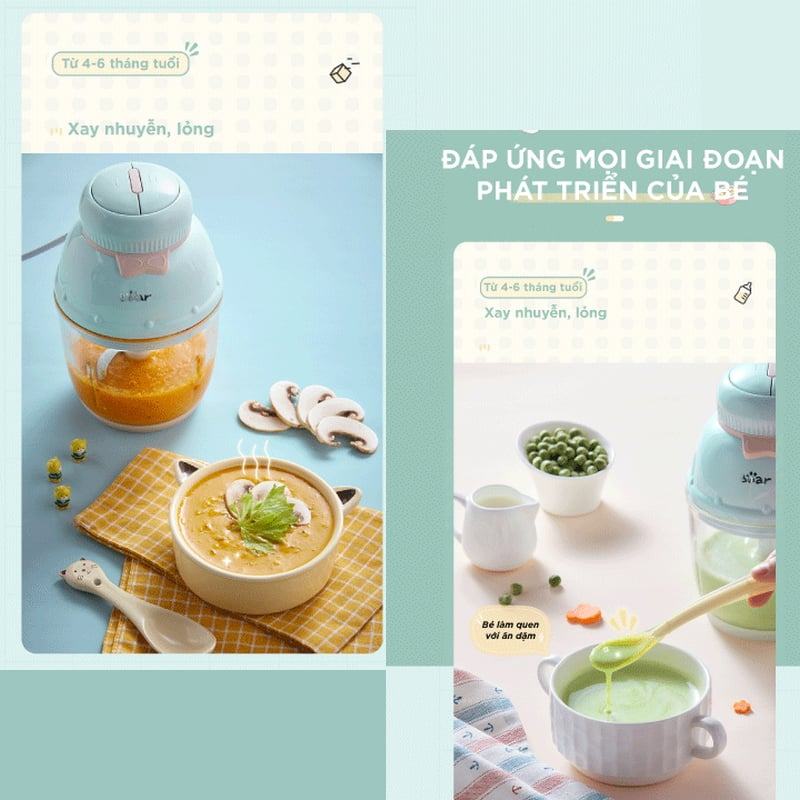 Từ 4-6 tháng tuổi
Xay nhuyễn, lỏng
ĐÁP ỨNG MỌI GIAI ĐOẠN
PHÁT TRIỂN CỦA BÉ
Từ 4-6 tháng tuổi
Xay nhuyễn, lỏng
Bé làm quen
với ăn dặm